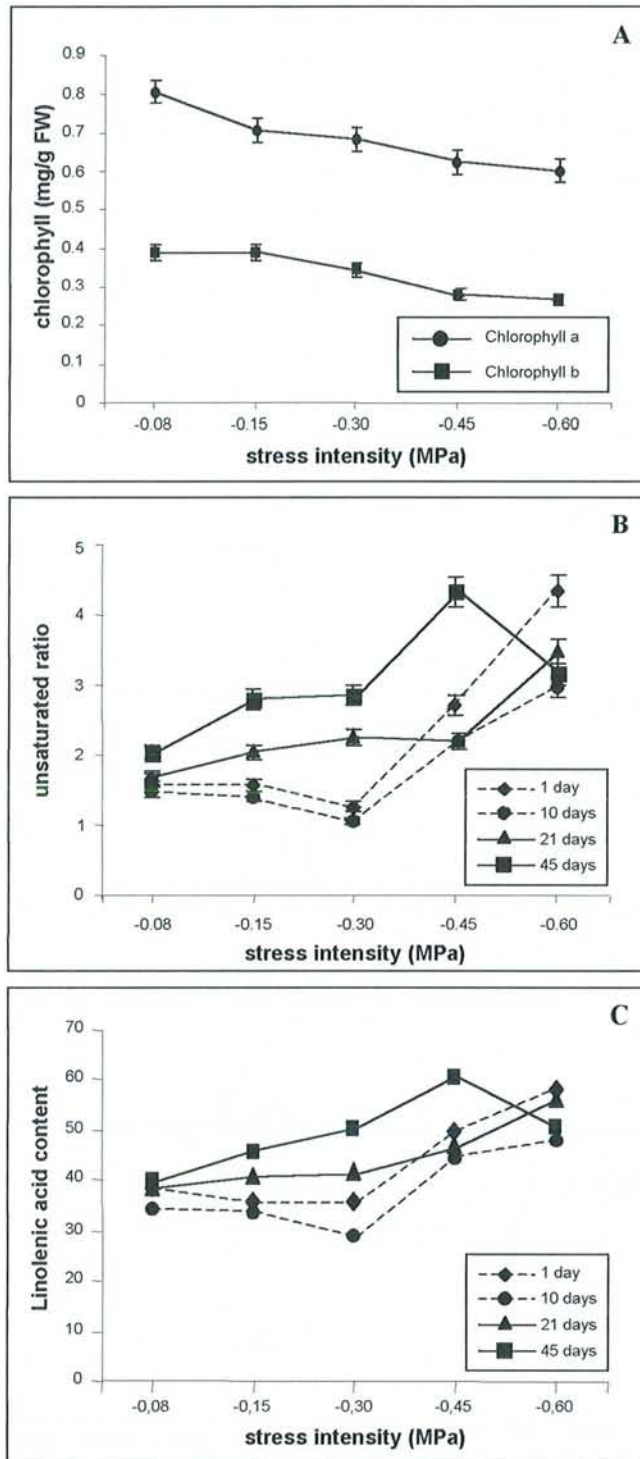 A
chlorophyll (mg/g FW)
0.9
0.8
0.7
0.6
0.5
0.4
0.3
0.2
0.1
0
Chlorophyll a
Chlorophyll b
-0.08 -0.15 -0.30 -0.45 -0.60
stress intensity (MPa)
B
unsaturated ratio
5
4
3
2
1
0
1 day
10 days
21 days
45 days
-0.08 -0.15 -0.30 -0.45 -0.60
stress intensity (MPa)
C
Linolenic acid content
70
60
50
40
30
20
10
0
1 day
10 days
21 days
45 days
-0,08 -0,15 -0,30 -0,45 -0,60
stress intensity (MPa)